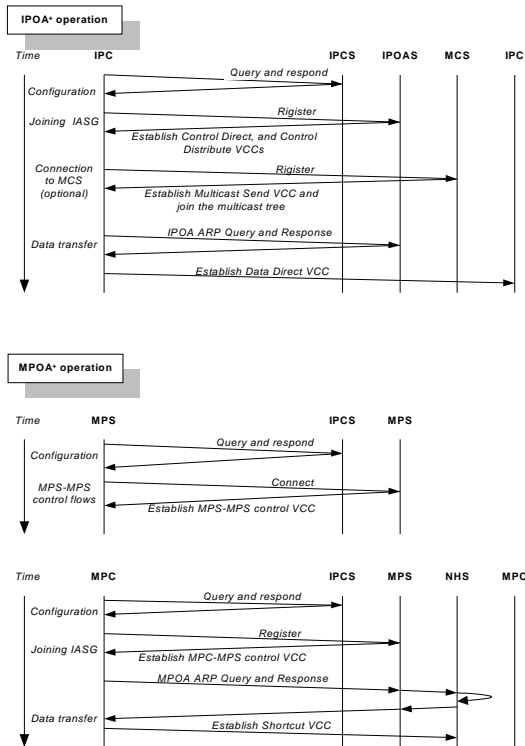 IPOA+ operation
Time IPC IPCS IPOAS MCS IPC
Query and respond
Configuration
Rigister
Joining IASG
Establish Control Direct, and Control
Distribute VCCs
Connection
to MCS
(optional)
Rigister
Establish Multicast Send VCC and
join the multicast tree
IPOA ARP Query and Response
Data transfer
Establish Data Direct VCC
MPOA+ operation
Time MPS IPCS MPS
Query and respond
Configuration
MPS-MPS
control flows
Connect
Establish MPS-MPS control VCC
Time MPC IPCS MPS NHS MPC
Query and respond
Configuration
Register
Joining IASG
Establish MPC-MPS control VCC
MPOA ARP Query and Response
Data transfer
Establish Shortcut VCC